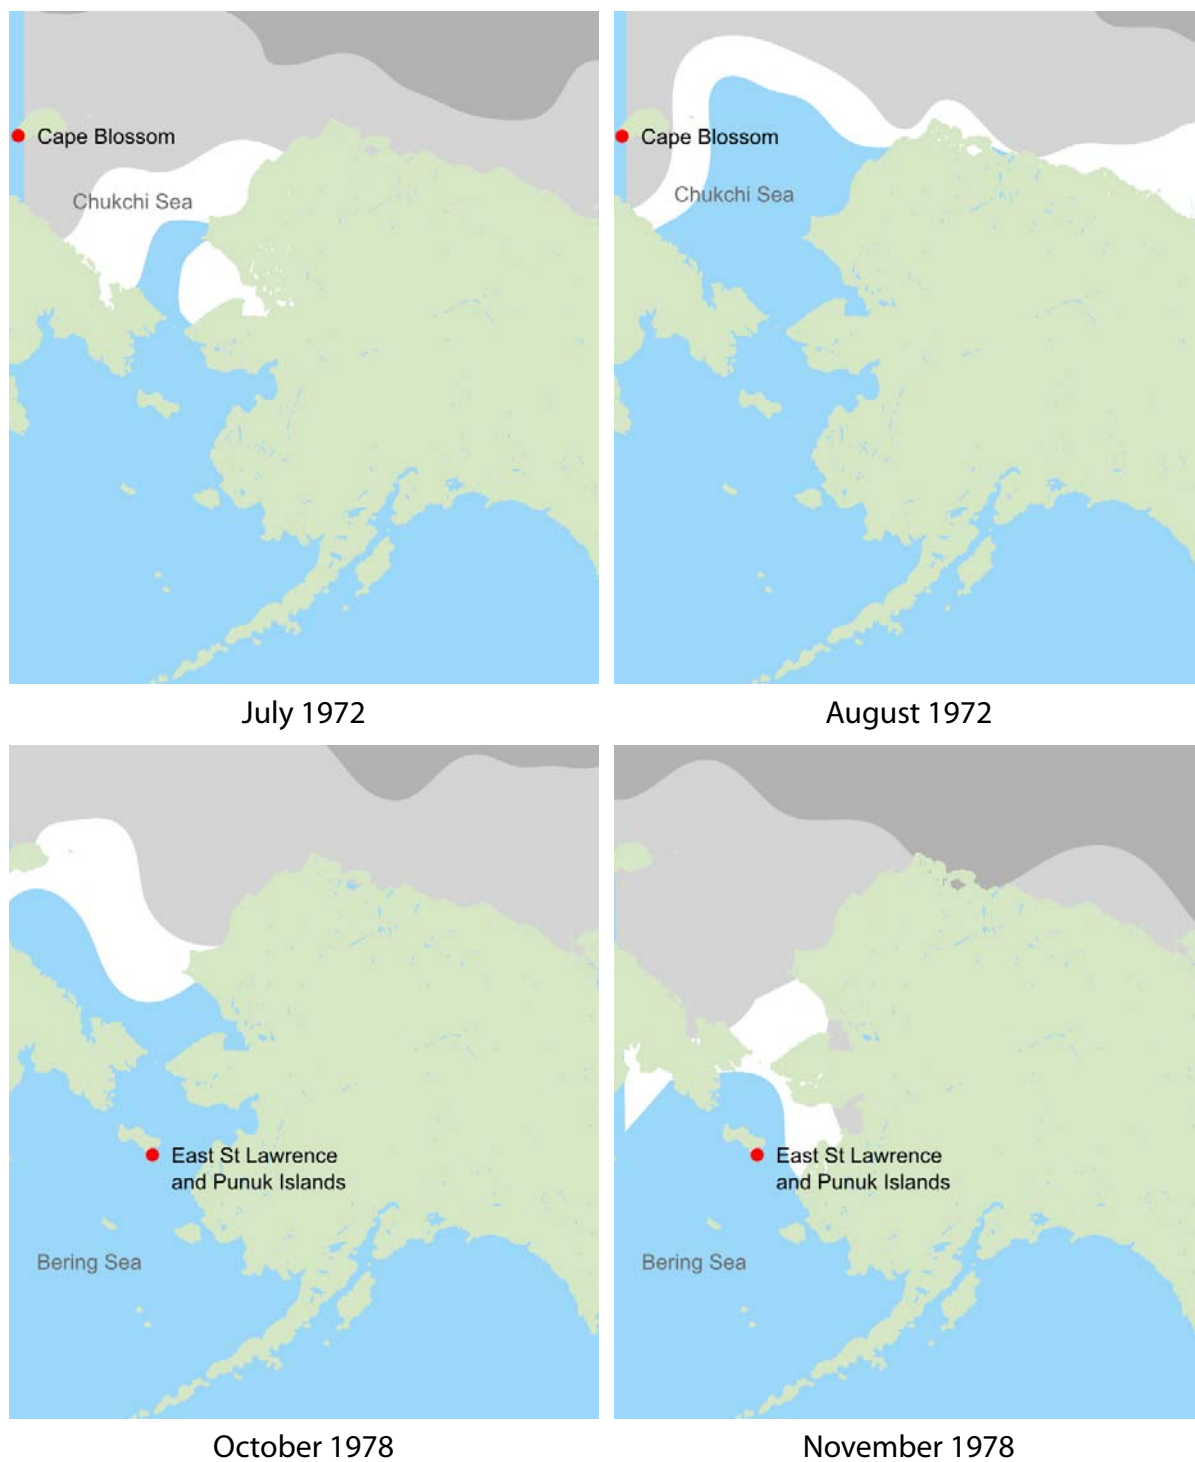 Cape Blossom
Chukchi Sea
Cape Blossom
Chukchi Sea
July 1972
August 1972
East St Lawrence
and Punuk Islands
Bering Sea
East St Lawrence
and Punuk Islands
Bering Sea
October 1978
November 1978